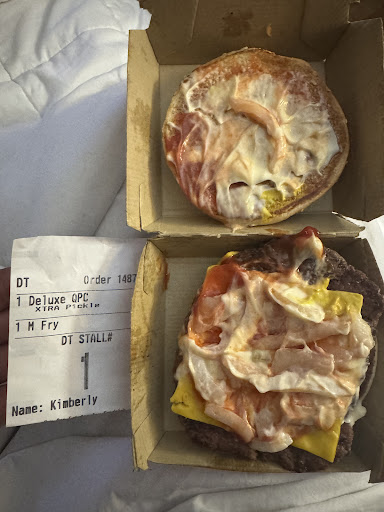 DT Order 1487
1 Deluxe QPC
XTRA Pickle
1 M Fry
DT STALL#
1
Name: Kimberly